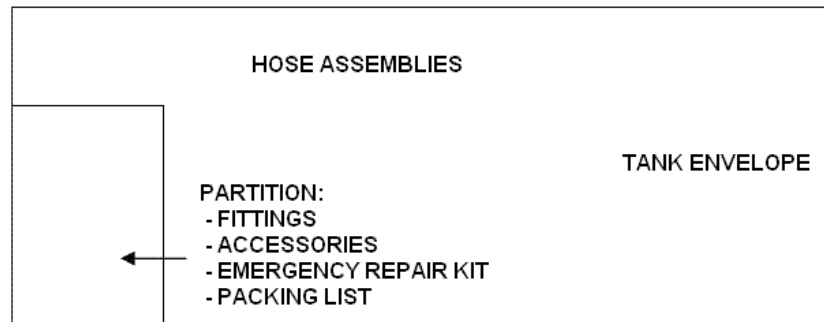 HOSE ASSEMBLIES
TANK ENVELOPE
PARTITION:
- FITTINGS
- ACCESSORIES
- EMERGENCY REPAIR KIT
- PACKING LIST